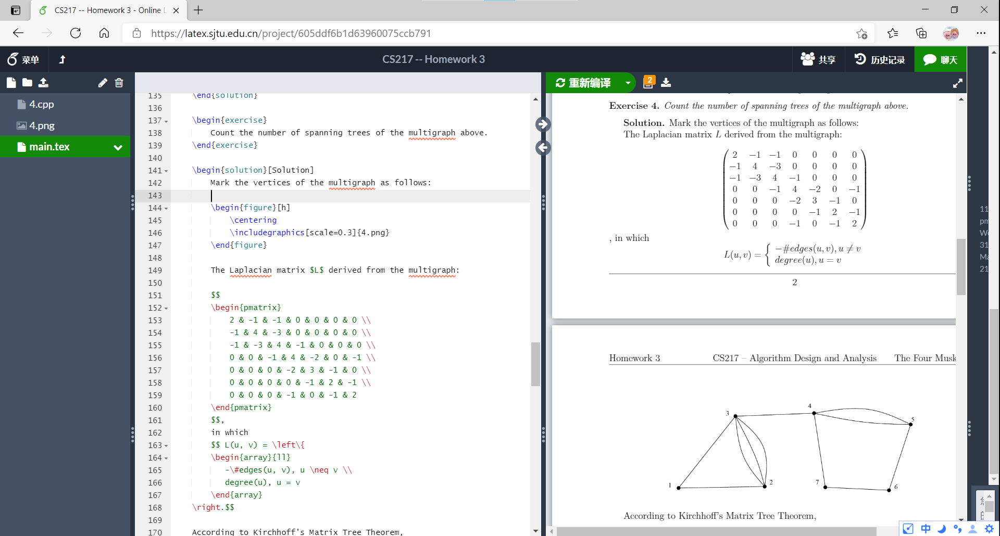 CS217 -- Homework 3 - Online L
https://latex.sjtu.edu.cn/project/605ddf6b1d63960075ccb791
菜单
CS217 -- Homework 3
共享
历史记录
聊天
重新编译
2
4.cpp
4.png
main.tex
135 \end{solution}
136
137 \begin{exercise}
138 Count the number of spanning trees of the multigraph above.
139 \end{exercise}
140
141 \begin{solution}[Solution]
142 Mark the vertices of the multigraph as follows:
143
144 \begin{figure}[h]
145 \centering
146 \includegraphics[scale=0.3]{4.png}
147 \end{figure}
148
149 The Laplacian matrix $L$ derived from the multigraph:
150
151 $$
152 \begin{pmatrix}
153 2 & -1 & -1 & 0 & 0 & 0 & 0 \\
154 -1 & 4 & -3 & 0 & 0 & 0 & 0 \\
155 -1 & -3 & 4 & -1 & 0 & 0 & 0 \\
156 0 & 0 & -1 & 4 & -2 & 0 & -1 \\
157 0 & 0 & 0 & -2 & 3 & -1 & 0 \\
158 0 & 0 & 0 & 0 & -1 & 2 & -1 \\
159 0 & 0 & 0 & -1 & 0 & -1 & 2
160 \end{pmatrix}
161 $$,
162 in which
163 $$ L(u, v) = \left\{
164 \begin{array}{ll}
165 -\#edges(u, v), u \neq v \\
166 degree(u), u = v
167 \end{array}
168 \right.$$
169
170 According to Kirchhoff's Matrix Tree Theorem,
Exercise 4. Count the number of spanning trees of the multigraph above.
Solution. Mark the vertices of the multigraph as follows:
The Laplacian matrix L derived from the multigraph:
2 −1 −1 0 0 0 0
−1 4 −3 0 0 0 0
−1 −3 4 −1 0 0 0
0 0 −1 4 −2 0 −1
0 0 0 −2 3 −1 0
0 0 0 0 −1 2 −1
0 0 0 −1 0 −1 2
, in which
L(u, v) = { −#edges(u, v), u ≠ v
degree(u), u = v
2
Homework 3 CS217 – Algorithm Design and Analysis The Four Musk
4
3
5
1
2
7
6
According to Kirchhoff's Matrix Tree Theorem,
11
pm
We
31
Ma
21
中